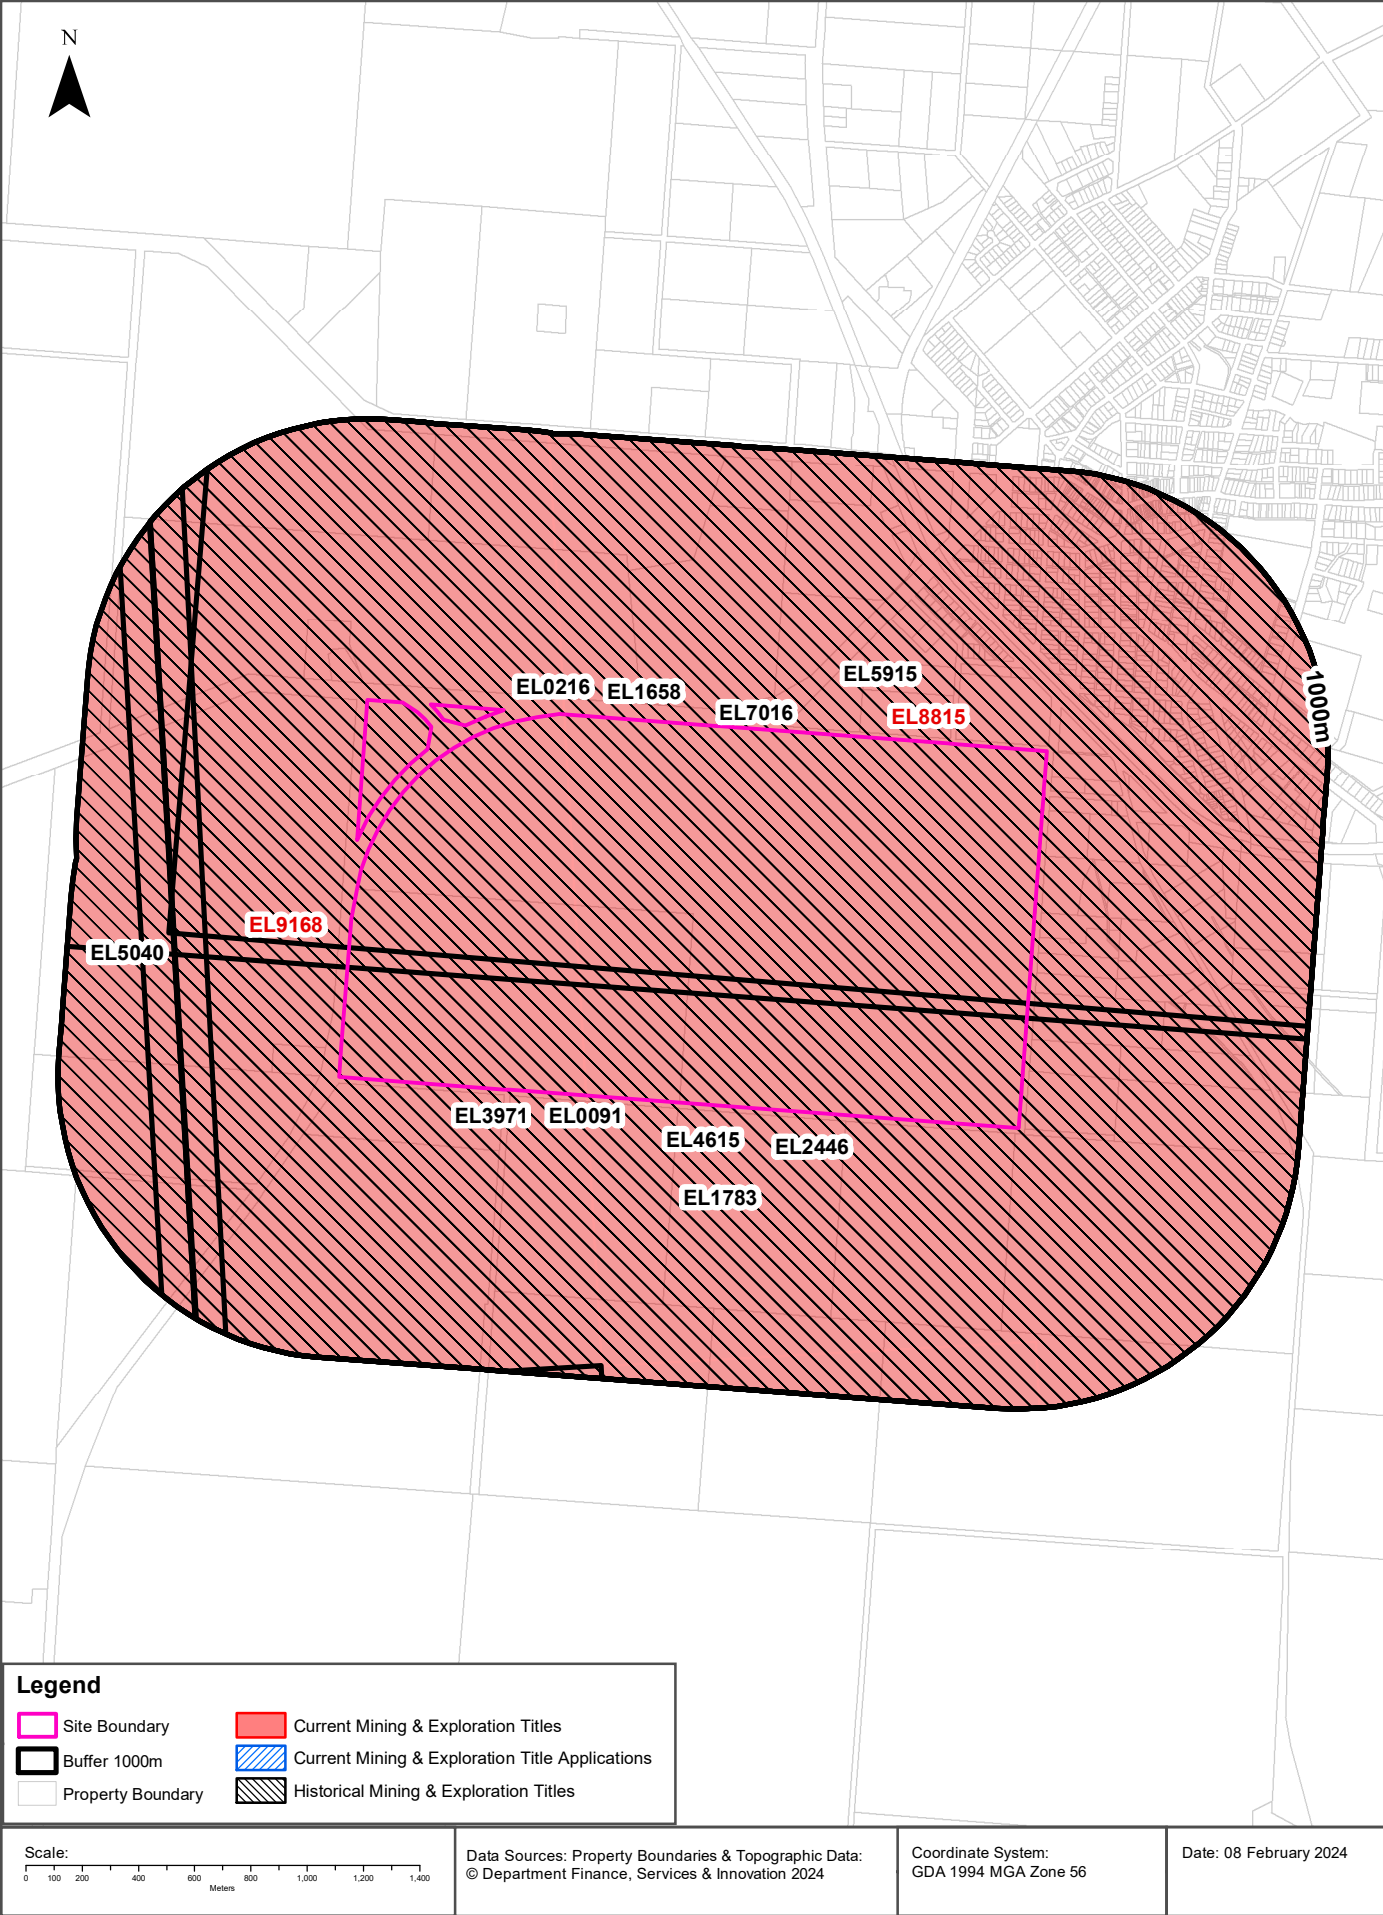 N
EL5915
EL0216
EL1658
EL7016
EL8815
1000m
EL9168
EL5040
EL3971
EL0091
EL4615
EL2446
EL1783
Legend
Site Boundary
Buffer 1000m
Property Boundary
Current Mining & Exploration Titles
Current Mining & Exploration Title Applications
Historical Mining & Exploration Titles
Scale:
0 100 200 400 600 800 1,000 1,200 1,400
Meters
Data Sources: Property Boundaries & Topographic Data:
© Department Finance, Services & Innovation 2024
Coordinate System:
GDA 1994 MGA Zone 56
Date: 08 February 2024